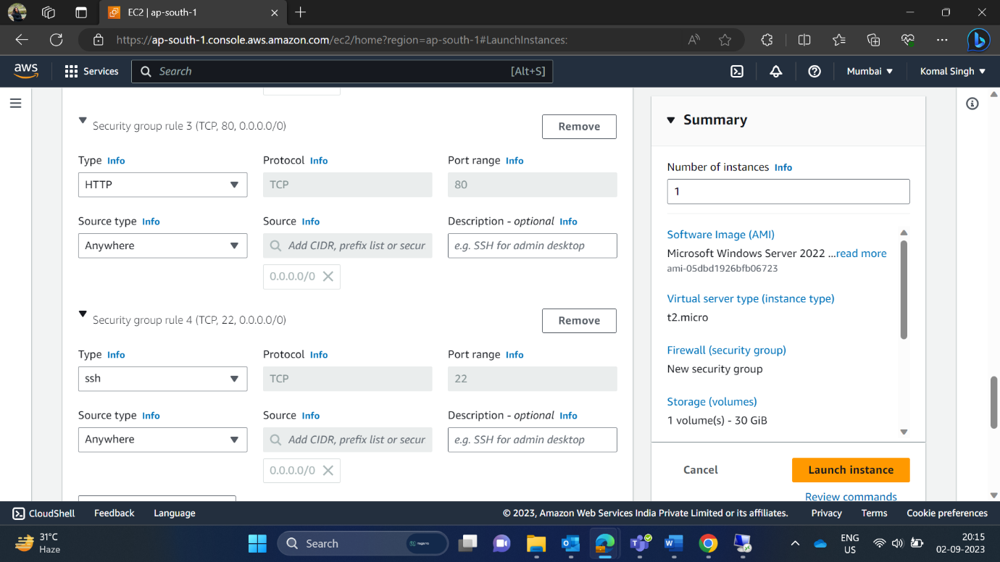 EC2 | ap-south-1
https://ap-south-1.console.aws.amazon.com/ec2/home?region=ap-south-1#LaunchInstances:
aws
Services
Search
[Alt+S]
Mumbai
Komal Singh
Security group rule 3 (TCP, 80, 0.0.0.0/0)
Remove
Type Info
Protocol Info
Port range Info
HTTP
TCP
80
Source type Info
Source Info
Description - optional Info
Anywhere
Add CIDR, prefix list or secur
e.g. SSH for admin desktop
0.0.0.0/0
Security group rule 4 (TCP, 22, 0.0.0.0/0)
Remove
Type Info
Protocol Info
Port range Info
ssh
TCP
22
Source type Info
Source Info
Description - optional Info
Anywhere
Add CIDR, prefix list or secur
e.g. SSH for admin desktop
0.0.0.0/0
Summary
Number of instances Info
1
Software Image (AMI)
Microsoft Windows Server 2022 ...read more
ami-05dbd1926bfb06723
Virtual server type (instance type)
t2.micro
Firewall (security group)
New security group
Storage (volumes)
1 volume(s) - 30 GiB
Cancel
Launch instance
Review commands
CloudShell
Feedback
Language
© 2023, Amazon Web Services India Private Limited or its affiliates.
Privacy
Terms
Cookie preferences
31°C
Haze
Search
ENG
US
20:15
02-09-2023